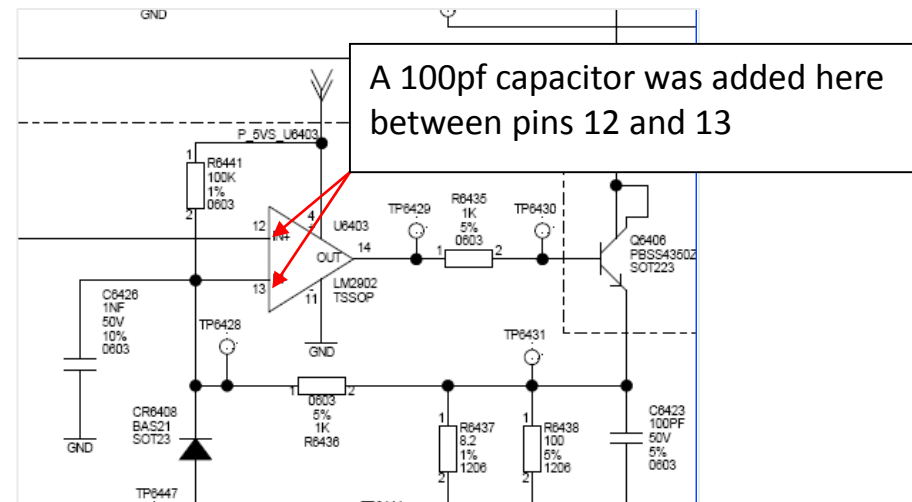 GND
A 100pf capacitor was added here
between pins 12 and 13
P_5VS_U6403
1
R6441
100K
1%
0603
2
12
IN+
4
U6403
13
OUT
14
LM2902
TSSOP
11
GND
TP6429
R6435
1K
5%
0603
1
2
TP6430
Q6406
PBSS4350Z
SOT223
C6426
1NF
50V
10%
0603
GND
TP6428
TP6431
1
2
0603
5%
1K
R6436
CR6408
BAS21
SOT23
1
R6437
8.2
1%
1206
2
1
R6438
100
5%
1206
2
C6423
100PF
50V
5%
0603
TP6447